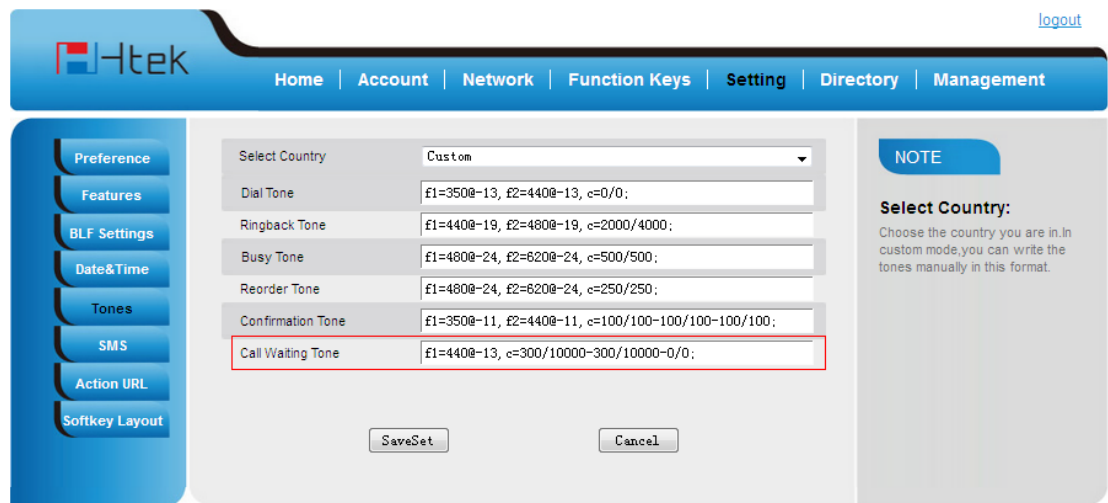 logout
Htek
Home | Account | Network | Function Keys | Setting | Directory | Management
Preference
Features
BLF Settings
Date&Time
Tones
SMS
Action URL
Softkey Layout
Select Country Custom
Dial Tone f1=350@-13, f2=440@-13, c=0/0;
Ringback Tone f1=440@-19, f2=480@-19, c=2000/4000;
Busy Tone f1=480@-24, f2=620@-24, c=500/500;
Reorder Tone f1=480@-24, f2=620@-24, c=250/250;
Confirmation Tone f1=350@-11, f2=440@-11, c=100/100-100/100-100/100;
Call Waiting Tone f1=440@-13, c=300/10000-300/10000-0/0;
SaveSet Cancel
NOTE
Select Country:
Choose the country you are in.In
custom mode,you can write the
tones manually in this format.